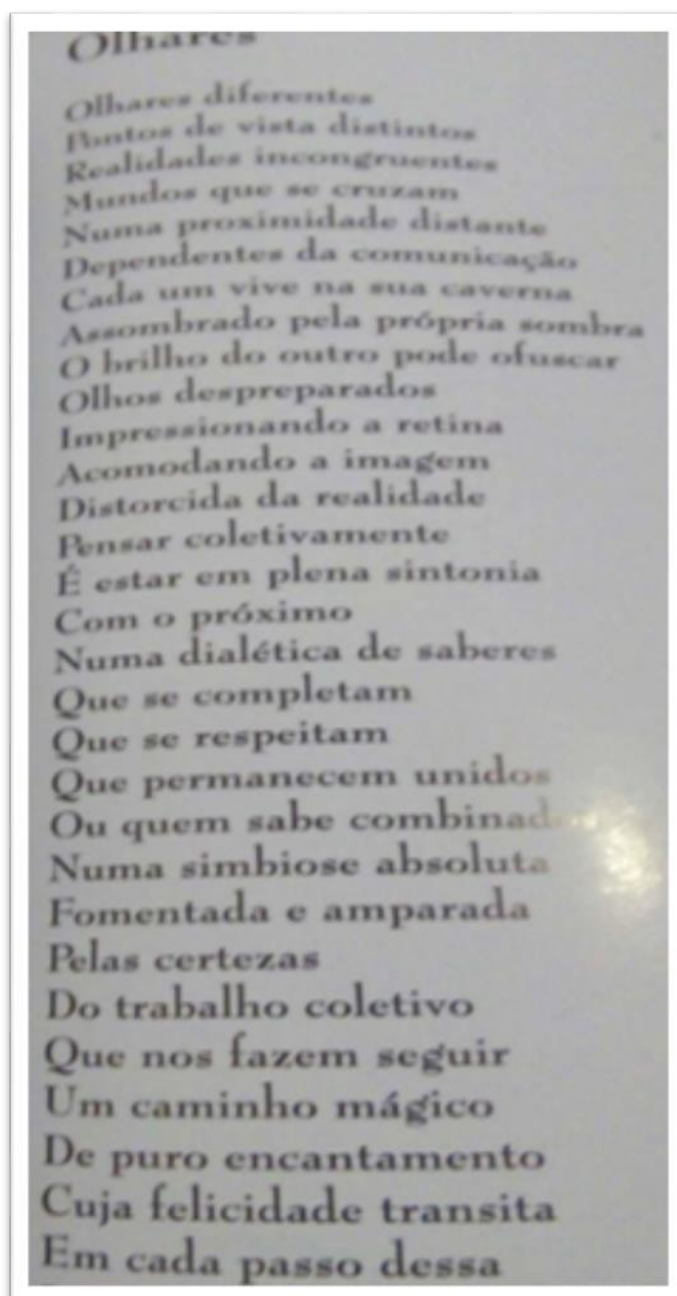 Olhares
Olhares diferentes
Pontos de vista distintos
Realidades incongruentes
Mundos que se cruzam
Numa proximidade distante
Dependentes da comunicação
Cada um vive na sua caverna
Assombrado pela própria sombra
O brilho do outro pode ofuscar
Olhos despreparados
Impressionando a retina
Acomodando a imagem
Distorcida da realidade
Pensar coletivamente
É estar em plena sintonia
Com o próximo
Numa dialética de saberes
Que se completam
Que se respeitam
Que permanecem unidos
Ou quem sabe combinados
Numa simbiose absoluta
Fomentada e amparada
Pelas certezas
Do trabalho coletivo
Que nos fazem seguir
Um caminho mágico
De puro encantamento
Cuja felicidade transita
Em cada passo dessa